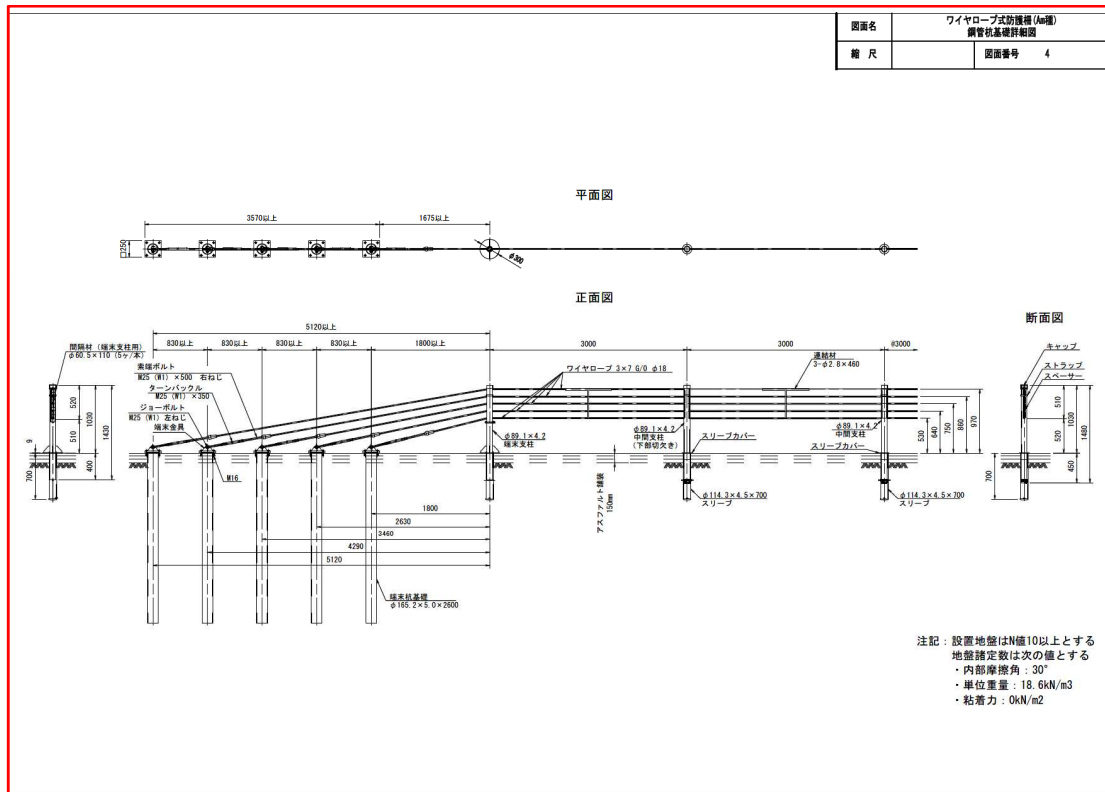 図面名
ワイヤロープ式防護柵(Am種)
鋼管杭基礎詳細図
縮 尺
図面番号 4
平面図
3570以上
1675以上
□250
φ300
正面図
5120以上
830以上
830以上
830以上
830以上
1800以上
3000
3000
@3000
断面図
間隔材(端末支柱用)
φ60.5×110 (5ヶ/本)
索端ボルト
M25 (W1) ×500 右ねじ
ターンバックル
M25 (W1) ×350
ジョーボルト
M25 (W1) 左ねじ
端末金具
M16
ワイヤロープ 3×7 G/0 φ18
連結材
3-φ2.8×460
キャップ
ストラップ
スペーサー
520
510
1030
1430
400
9
700
φ89.1×4.2
端末支柱
φ89.1×4.2
中間支柱
(下部切欠き)
スリーブカバー
φ89.1×4.2
中間支柱
スリーブカバー
530
640
750
860
970
510
520
1030
1480
450
700
アスファルト舗装
150mm
φ114.3×4.5×700
スリーブ
φ114.3×4.5×700
スリーブ
1800
2630
3460
4290
5120
端末杭基礎
φ165.2×5.0×2600
注記：設置地盤はN値10以上とする
地盤諸定数は次の値とする
・内部摩擦角：30°
・単位重量：18.6kN/m3
・粘着力：0kN/m2